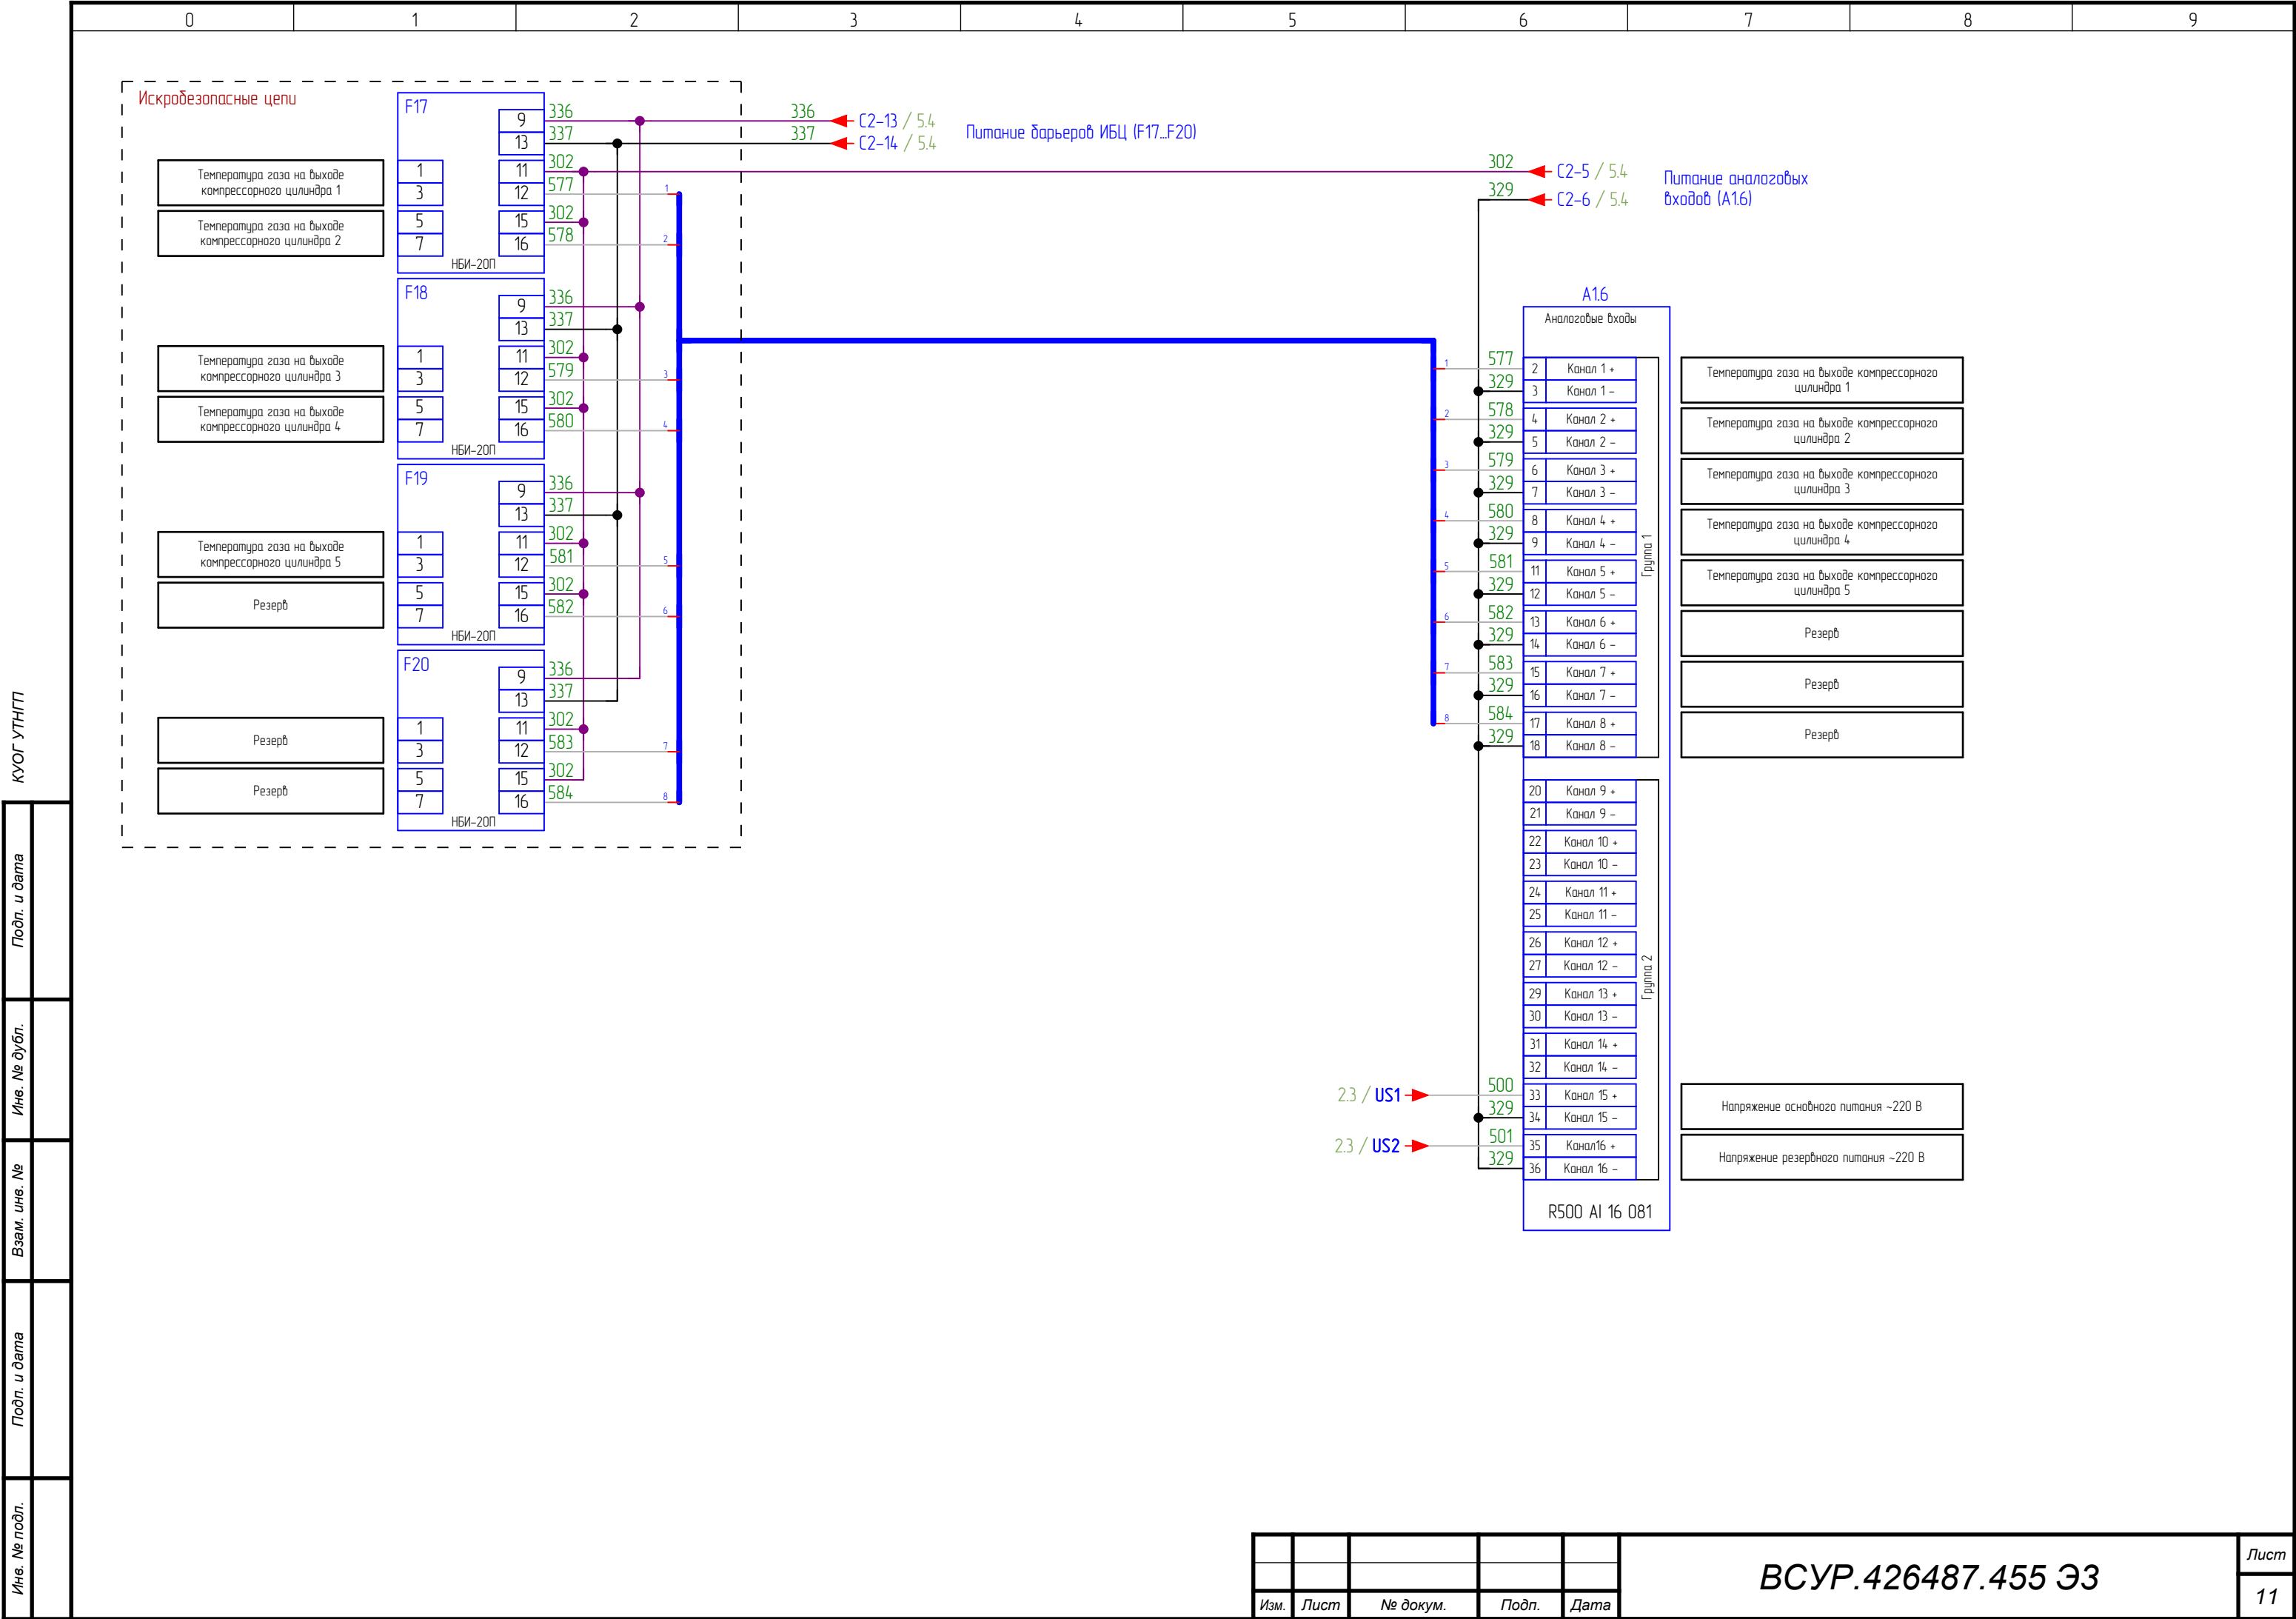 0 1 2 3 4 5 6 7 8 9
Искробезопасные цепи
F17
9 336
13 337
Температура газа на выходе
компрессорного цилиндра 1
1 11 302
3 12 577 1
Температура газа на выходе
компрессорного цилиндра 2
5 15 302
7 16 578 2
НБИ-20П
F18
9 336
13 337
Температура газа на выходе
компрессорного цилиндра 3
1 11 302
3 12 579 3
Температура газа на выходе
компрессорного цилиндра 4
5 15 302
7 16 580 4
НБИ-20П
F19
9 336
13 337
Температура газа на выходе
компрессорного цилиндра 5
1 11 302
3 12 581 5
Резерв
5 15 302
7 16 582 6
НБИ-20П
F20
9 336
13 337
Резерв
1 11 302
3 12 583 7
Резерв
5 15 302
7 16 584 8
НБИ-20П
336 C2-13 / 5.4
337 C2-14 / 5.4
Питание барьеров ИБЦ (F17...F20)
302 C2-5 / 5.4
329 C2-6 / 5.4
Питание аналоговых
входов (A1.6)
A1.6
Аналоговые входы
1 577 2 Канал 1 +
329 3 Канал 1 -
Температура газа на выходе компрессорного
цилиндра 1
2 578 4 Канал 2 +
329 5 Канал 2 -
Температура газа на выходе компрессорного
цилиндра 2
3 579 6 Канал 3 +
329 7 Канал 3 -
Температура газа на выходе компрессорного
цилиндра 3
4 580 8 Канал 4 +
329 9 Канал 4 -
Температура газа на выходе компрессорного
цилиндра 4
Группа 1
5 581 11 Канал 5 +
329 12 Канал 5 -
Температура газа на выходе компрессорного
цилиндра 5
6 582 13 Канал 6 +
329 14 Канал 6 -
Резерв
7 583 15 Канал 7 +
329 16 Канал 7 -
Резерв
8 584 17 Канал 8 +
329 18 Канал 8 -
Резерв
20 Канал 9 +
21 Канал 9 -
22 Канал 10 +
23 Канал 10 -
24 Канал 11 +
25 Канал 11 -
26 Канал 12 +
27 Канал 12 -
Группа 2
29 Канал 13 +
30 Канал 13 -
31 Канал 14 +
32 Канал 14 -
2.3 / US1 500 33 Канал 15 +
329 34 Канал 15 -
Напряжение основного питания ~220 В
2.3 / US2 501 35 Канал16 +
329 36 Канал 16 -
Напряжение резервного питания ~220 В
R500 AI 16 081
КУОГ УТНГП
Подп. и дата
Инв. № дубл.
Взам. инв. №
Подп. и дата
Инв. № подл.
Изм. Лист № докум. Подп. Дата
ВСУР.426487.455 Э3
Лист
11